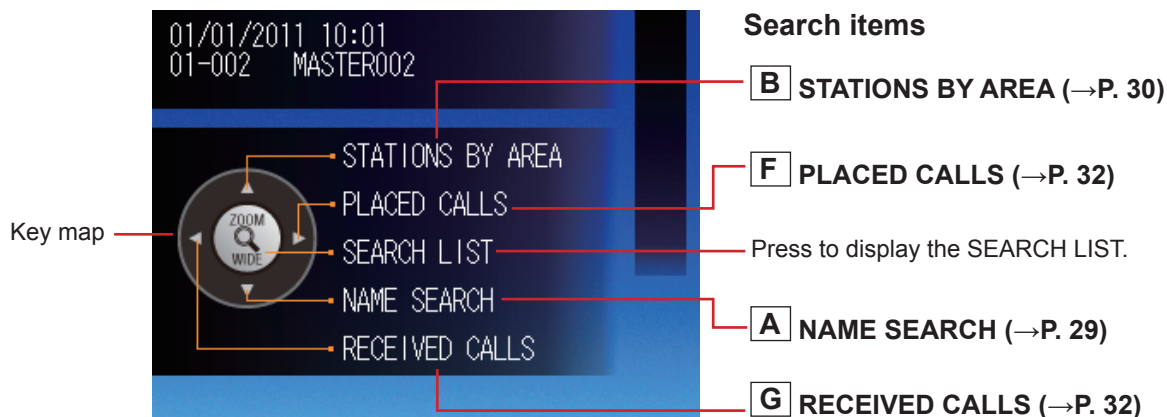 01/01/2011 10:01
01-002 MASTER002
STATIONS BY AREA
PLACED CALLS
SEARCH LIST
NAME SEARCH
RECEIVED CALLS
ZOOM
WIDE
Key map
Search items
B STATIONS BY AREA (→P. 30)
F PLACED CALLS (→P. 32)
Press to display the SEARCH LIST.
A NAME SEARCH (→P. 29)
G RECEIVED CALLS (→P. 32)